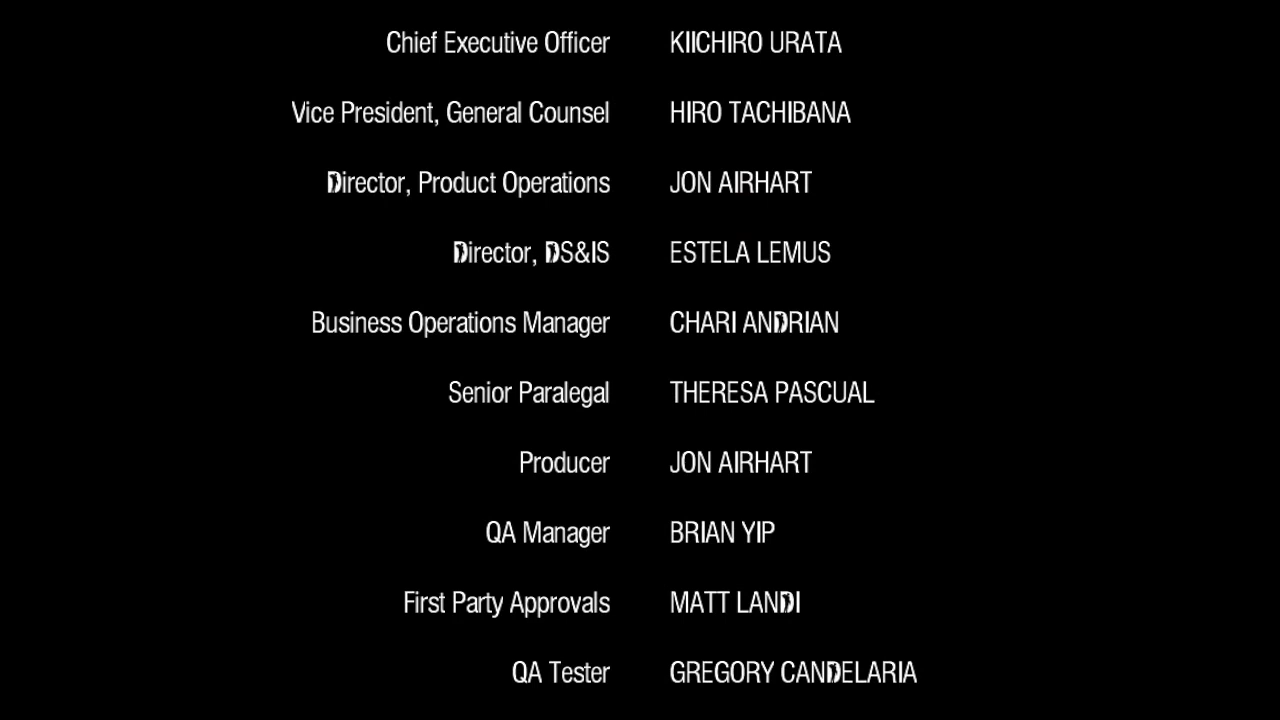 Chief Executive Officer KIICHIRO URATA
Vice President, General Counsel HIRO TACHIBANA
Director, Product Operations JON AIRHART
Director, DS&IS ESTELA LEMUS
Business Operations Manager CHARI ANDRIAN
Senior Paralegal THERESA PASCUAL
Producer JON AIRHART
QA Manager BRIAN YIP
First Party Approvals MATT LANDI
QA Tester GREGORY CANDELARIA